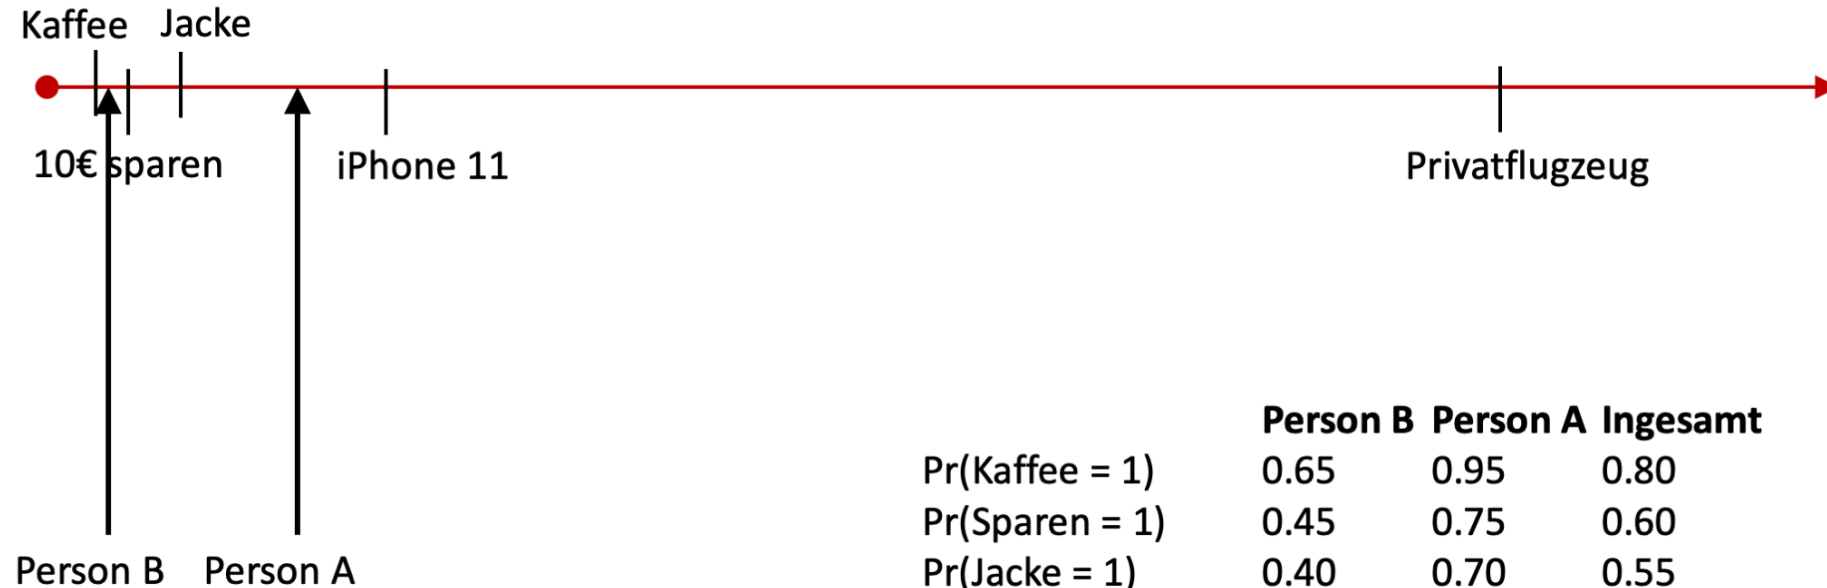 Kaffee Jacke
10€ sparen iPhone 11 Privatflugzeug
Person B Person A Ingesamt
Pr(Kaffee = 1) 0.65 0.95 0.80
Pr(Sparen = 1) 0.45 0.75 0.60
Pr(Jacke = 1) 0.40 0.70 0.55
Person B Person A